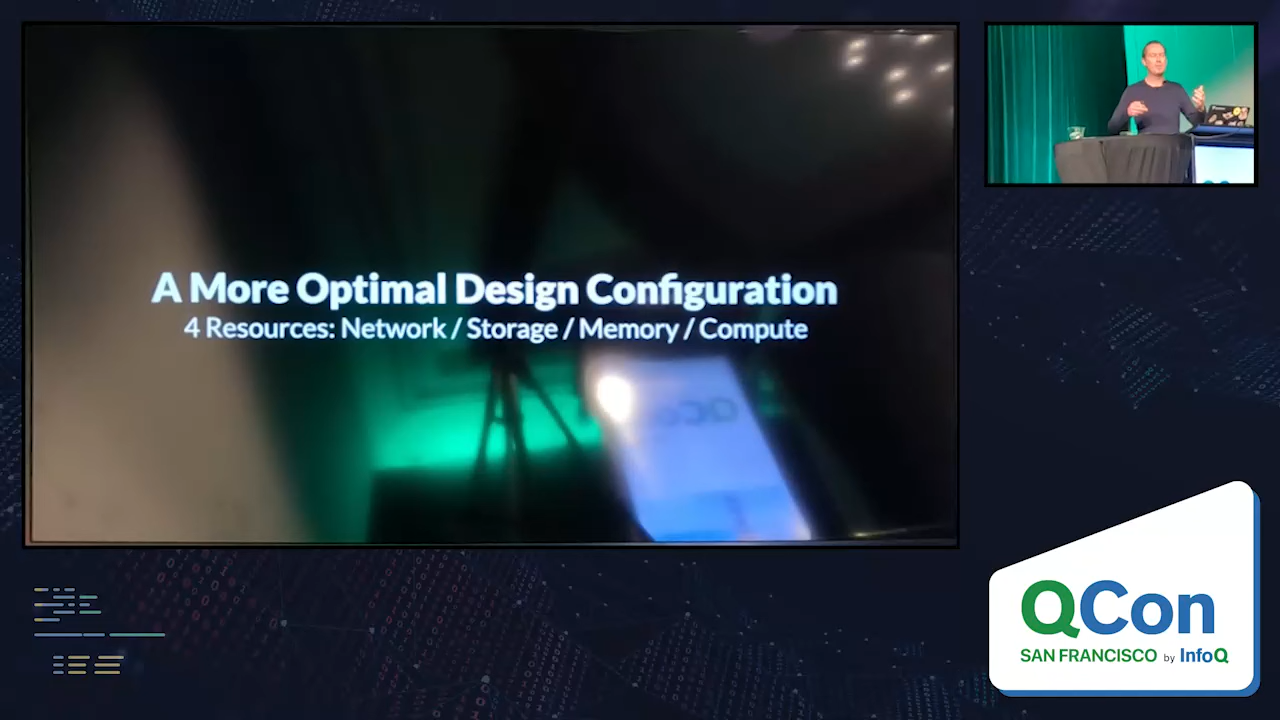 A More Optimal Design Configuration
4 Resources: Network / Storage / Memory / Compute
QCon
SAN FRANCISCO by InfoQ